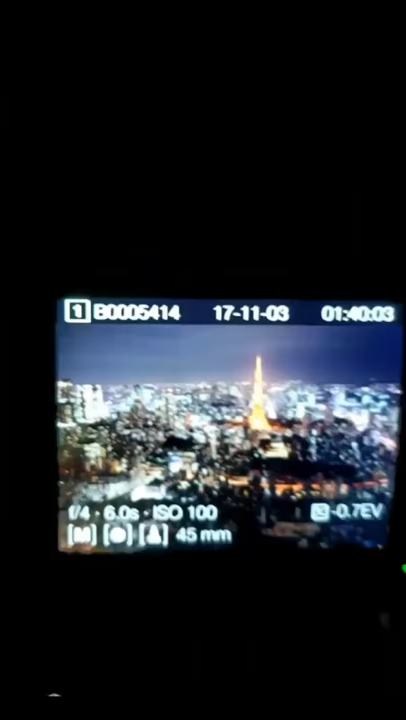 1 B0005414 17-11-03 01:40:03
f/4 · 6.0s · ISO 100 -0.7EV
[M] 45 mm